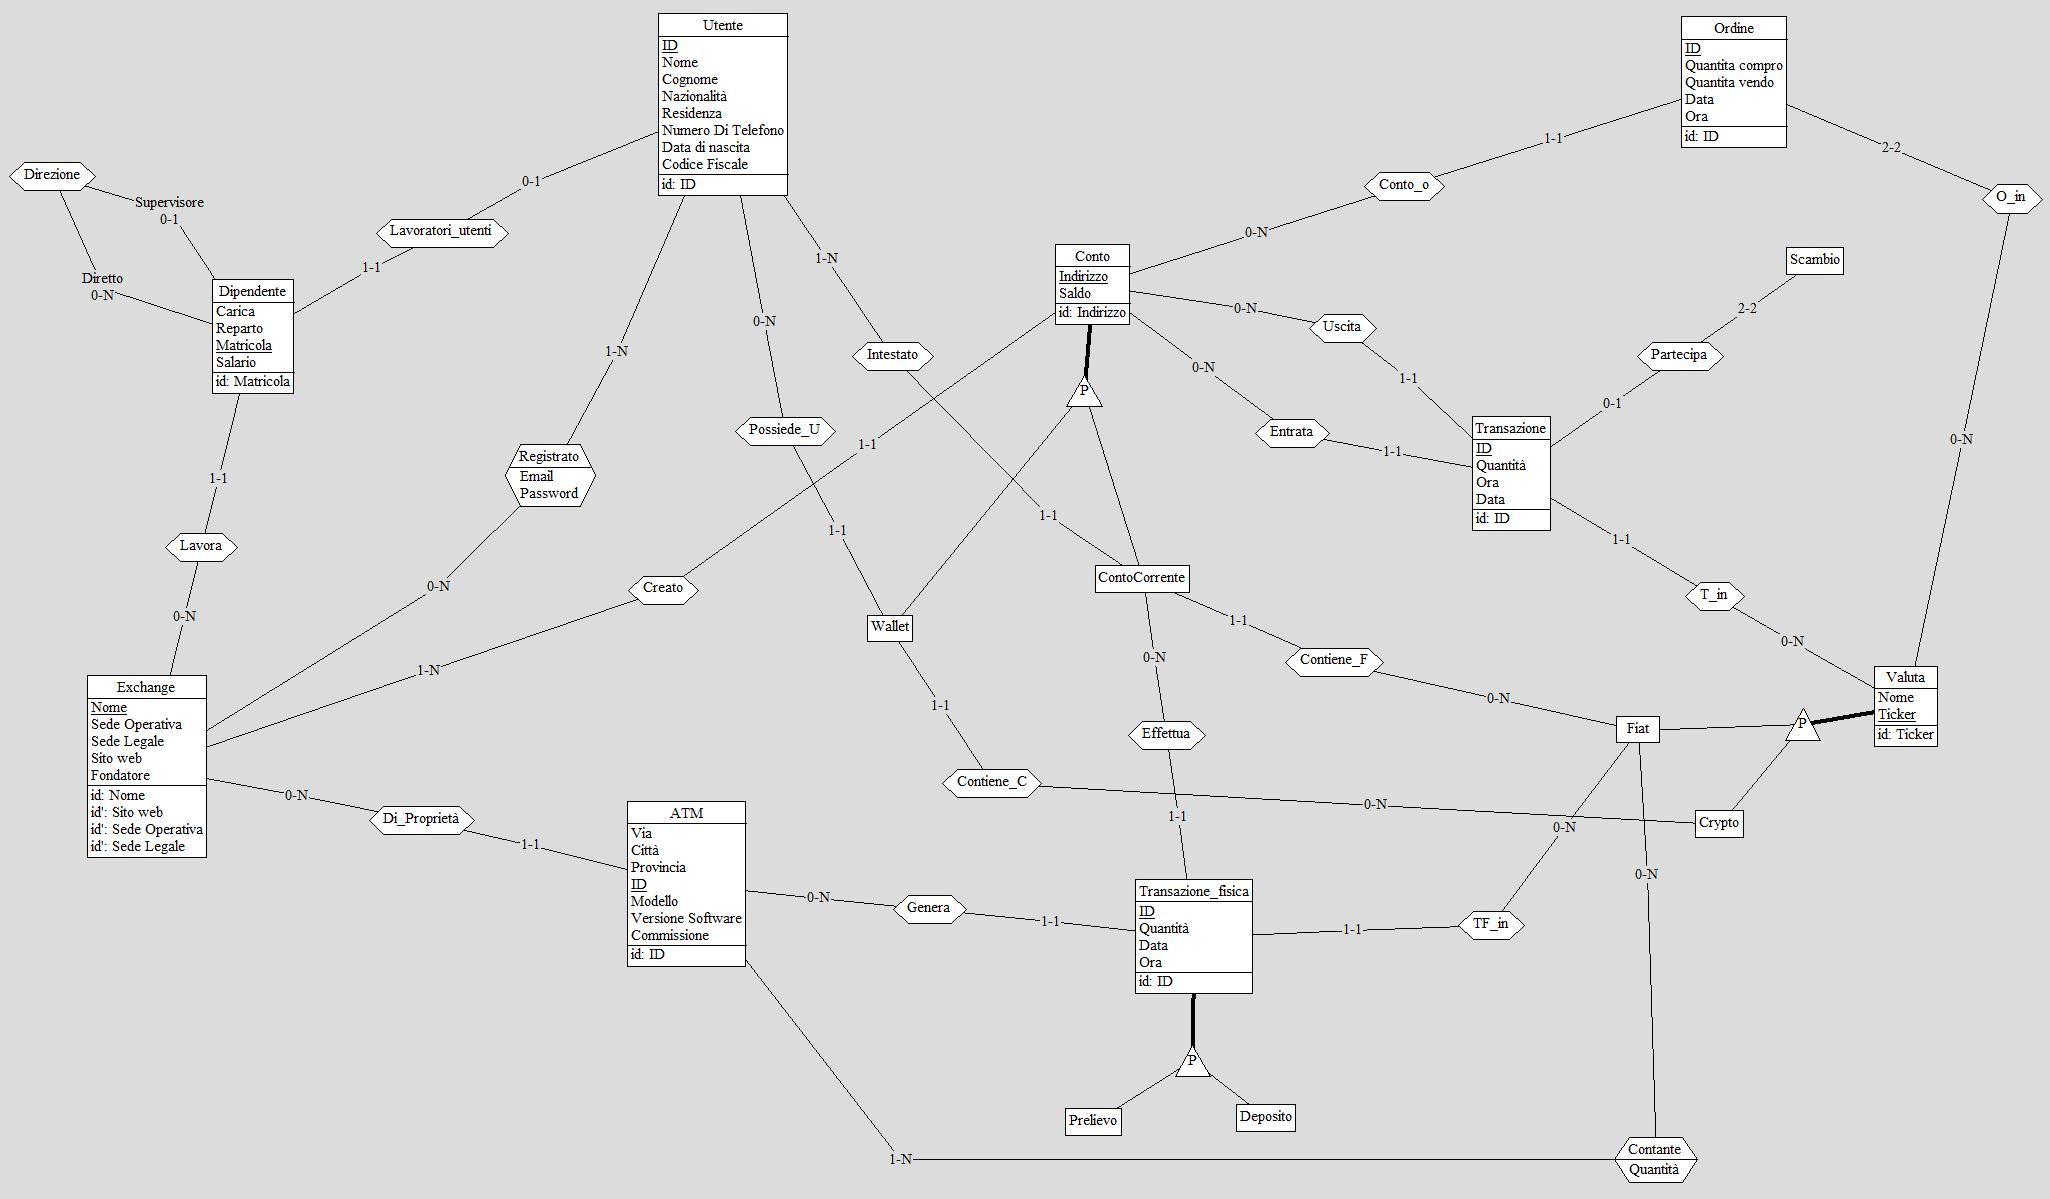 Utente
ID
Nome
Cognome
Nazionalità
Residenza
Numero Di Telefono
Data di nascita
Codice Fiscale
id: ID
Ordine
ID
Quantita compro
Quantita vendo
Data
Ora
id: ID
Direzione
Supervisore
0-1
Diretto
0-N
Dipendente
Carica
Reparto
Matricola
Salario
id: Matricola
0-1
Lavoratori_utenti
1-1
1-1
Lavora
0-N
1-N
Registrato
Email
Password
0-N
0-N
Possiede_U
1-1
1-N
Intestato
1-1
Conto
Indirizzo
Saldo
id: Indirizzo
P
1-1
Conto_o
0-N
2-2
O_in
0-N
0-N
Uscita
1-1
0-N
Entrata
1-1
Scambio
2-2
Partecipa
0-1
Transazione
ID
Quantità
Ora
Data
id: ID
1-1
T_in
0-N
1-1
Creato
1-N
Wallet
ContoCorrente
1-1
Contiene_F
0-N
0-N
Effettua
1-1
1-1
Contiene_C
0-N
Exchange
Nome
Sede Operativa
Sede Legale
Sito web
Fondatore
id: Nome
id': Sito web
id': Sede Operativa
id': Sede Legale
0-N
Di_Proprietà
1-1
ATM
Via
Città
Provincia
ID
Modello
Versione Software
Commissione
id: ID
0-N
Genera
1-1
Transazione_fisica
ID
Quantità
Data
Ora
id: ID
P
Prelievo
Deposito
Valuta
Nome
Ticker
id: Ticker
P
Fiat
Crypto
0-N
TF_in
1-1
0-N
1-N
Contante
Quantità